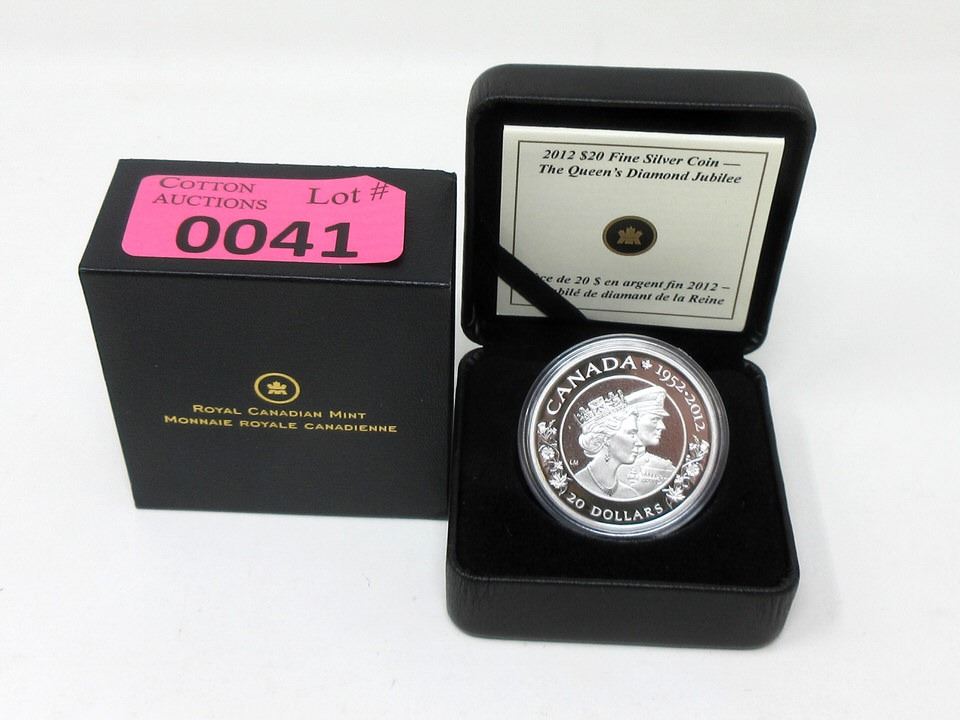 COTTON
AUCTIONS
Lot #
0041
ROYAL CANADIAN MINT
MONNAIE ROYALE CANADIENNE
2012 $20 Fine Silver Coin —
The Queen's Diamond Jubilee
de 20 $ en argent fin 2012 –
de diamant de la Reine
CANADA 1952·2012
LM
20 DOLLARS